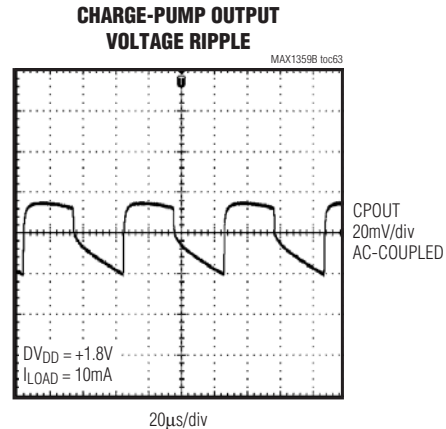 CHARGE-PUMP OUTPUT
VOLTAGE RIPPLE
MAX1359B toc63
T
CPOUT
20mV/div
AC-COUPLED
DVDD = +1.8V
ILOAD = 10mA
20µs/div